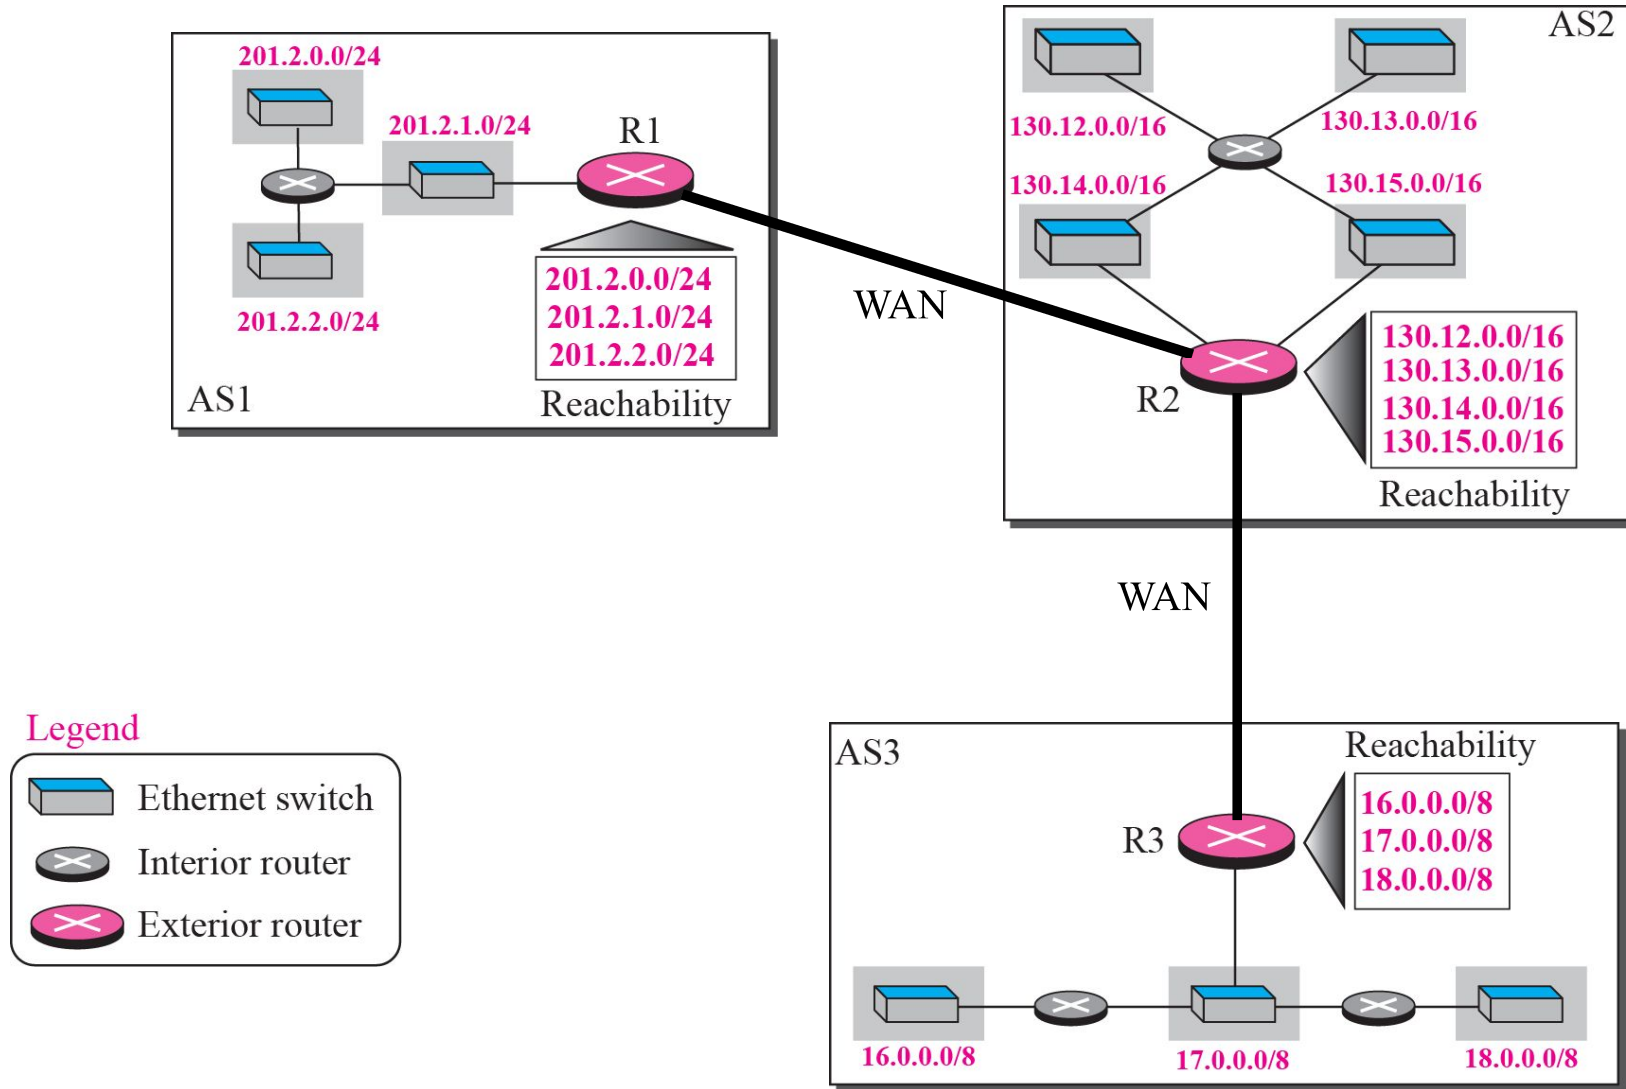 201.2.0.0/24
201.2.1.0/24
R1
201.2.2.0/24
201.2.0.0/24
201.2.1.0/24
201.2.2.0/24
Reachability
AS1
WAN
AS2
130.12.0.0/16
130.13.0.0/16
130.14.0.0/16
130.15.0.0/16
R2
130.12.0.0/16
130.13.0.0/16
130.14.0.0/16
130.15.0.0/16
Reachability
WAN
AS3
Reachability
R3
16.0.0.0/8
17.0.0.0/8
18.0.0.0/8
16.0.0.0/8
17.0.0.0/8
18.0.0.0/8
Legend
Ethernet switch
Interior router
Exterior router